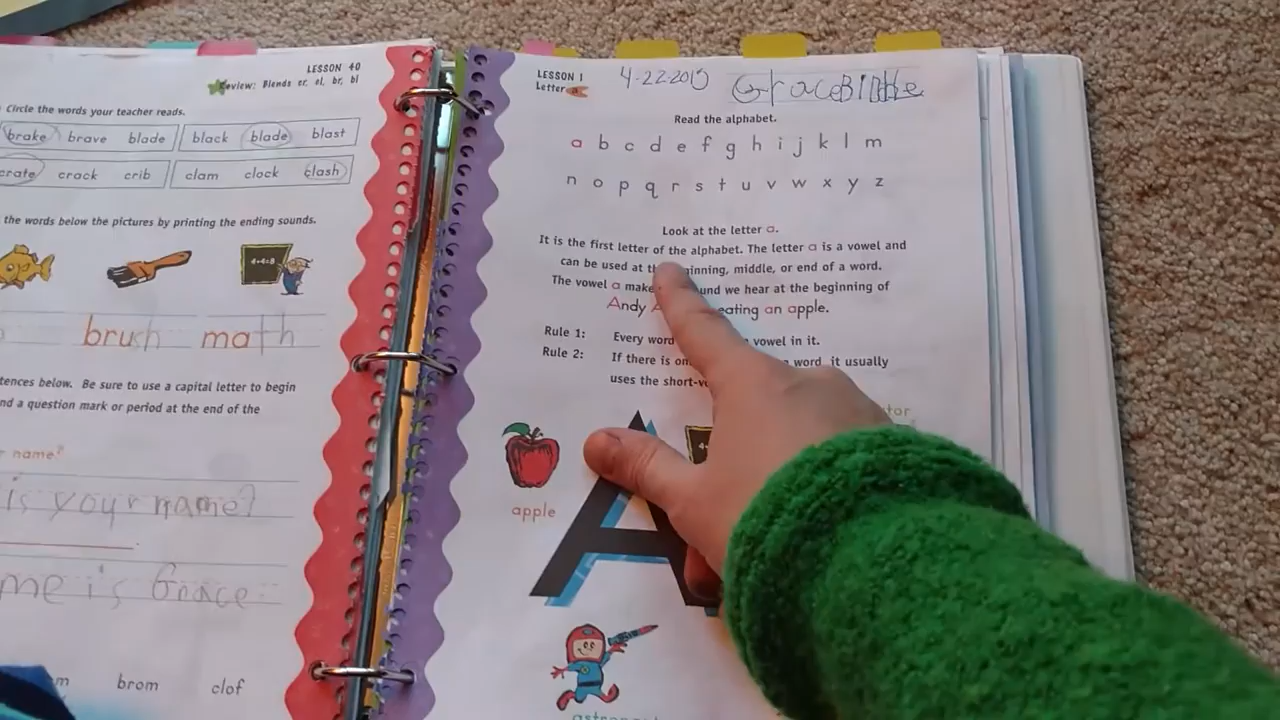 LESSON 40
Review: Blends cr, cl, br, bl
Circle the words your teacher reads.
brake brave blade black blade blast
crate crack crib clam clock clash
the words below the pictures by printing the ending sounds.
4+4=8
brush math
tences below. Be sure to use a capital letter to begin
nd a question mark or period at the end of the
name?
is your name?
me is Grace
brom clof
LESSON 1
Letter a
4-22-2015
Read the alphabet.
a b c d e f g h i j k l m
n o p q r s t u v w x y z
Look at the letter a.
It is the first letter of the alphabet. The letter a is a vowel and
can be used at the beginning, middle, or end of a word.
The vowel a make und we hear at the beginning of
Andy eating an apple.
Rule 1: Every word vowel in it.
Rule 2: If there is on word, it usually
uses the short-v
apple
A